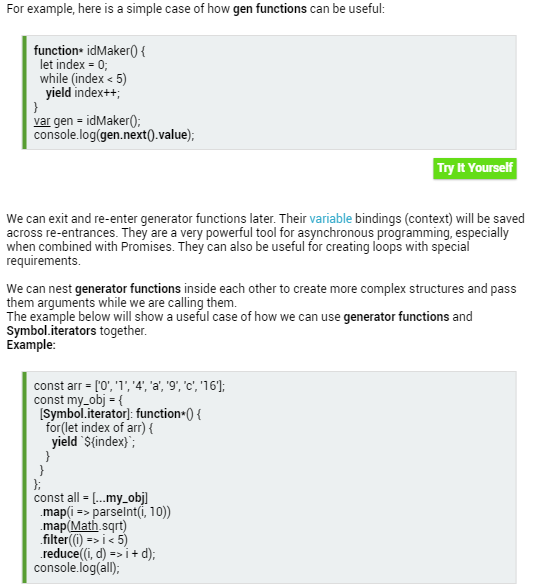 For example, here is a simple case of how gen functions can be useful:
function* idMaker() {
let index = 0;
while (index < 5)
yield index++;
}
var gen = idMaker();
console.log(gen.next().value);
Try It Yourself
We can exit and re-enter generator functions later. Their variable bindings (context) will be saved
across re-entrances. They are a very powerful tool for asynchronous programming, especially
when combined with Promises. They can also be useful for creating loops with special
requirements.
We can nest generator functions inside each other to create more complex structures and pass
them arguments while we are calling them.
The example below will show a useful case of how we can use generator functions and
Symbol.iterators together.
Example:
const arr = ['0', '1', '4', 'a', '9', 'c', '16'];
const my_obj = {
[Symbol.iterator]: function*() {
for(let index of arr) {
yield `${index}`;
}
}
};
const all = [...my_obj]
.map(i => parseInt(i, 10))
.map(Math.sqrt)
.filter((i) => i < 5)
.reduce((i, d) => i + d);
console.log(all);